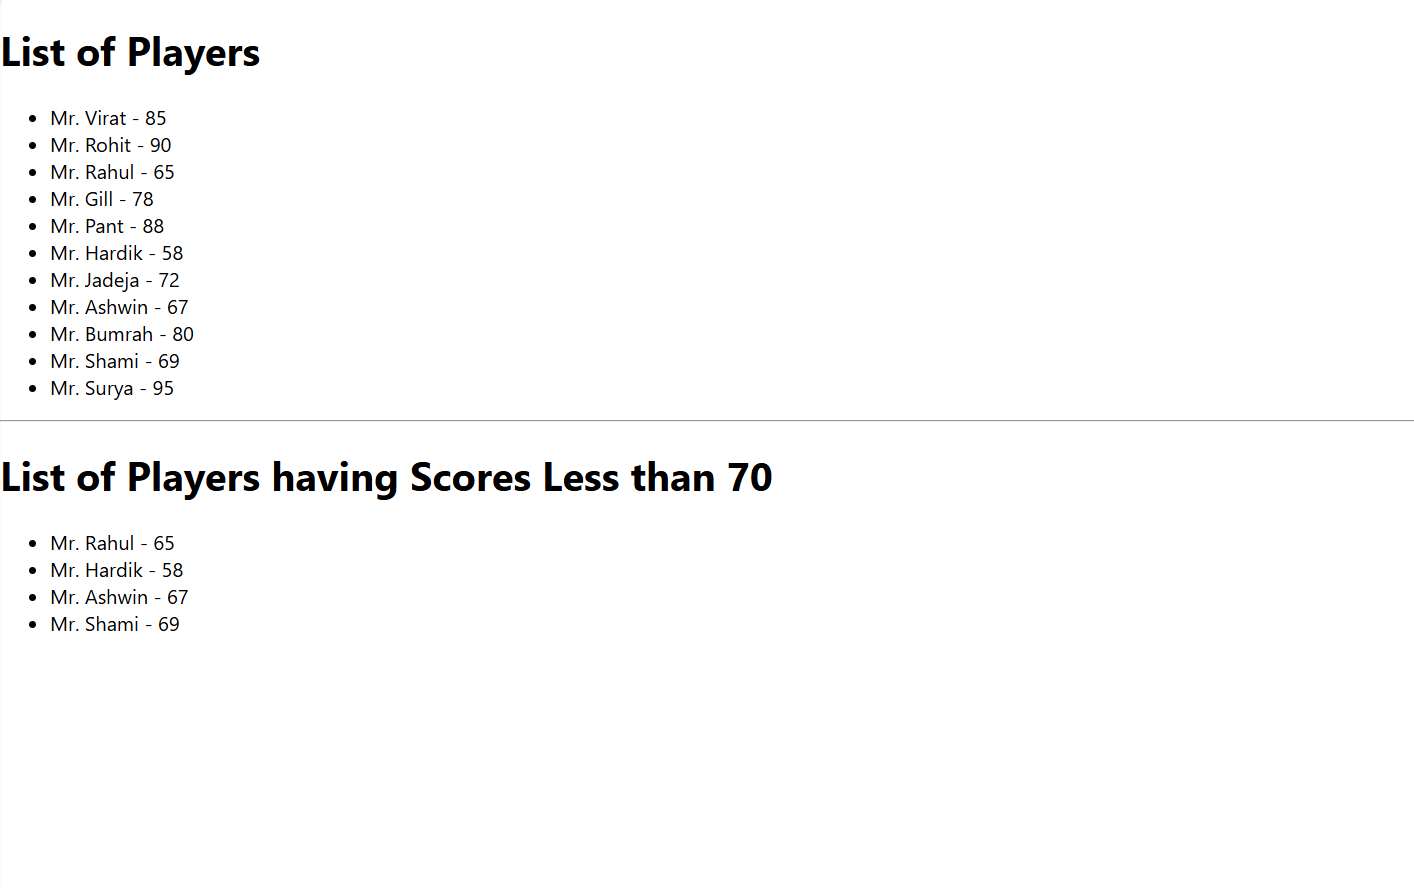 List of Players
Mr. Virat - 85
Mr. Rohit - 90
Mr. Rahul - 65
Mr. Gill - 78
Mr. Pant - 88
Mr. Hardik - 58
Mr. Jadeja - 72
Mr. Ashwin - 67
Mr. Bumrah - 80
Mr. Shami - 69
Mr. Surya - 95
List of Players having Scores Less than 70
Mr. Rahul - 65
Mr. Hardik - 58
Mr. Ashwin - 67
Mr. Shami - 69